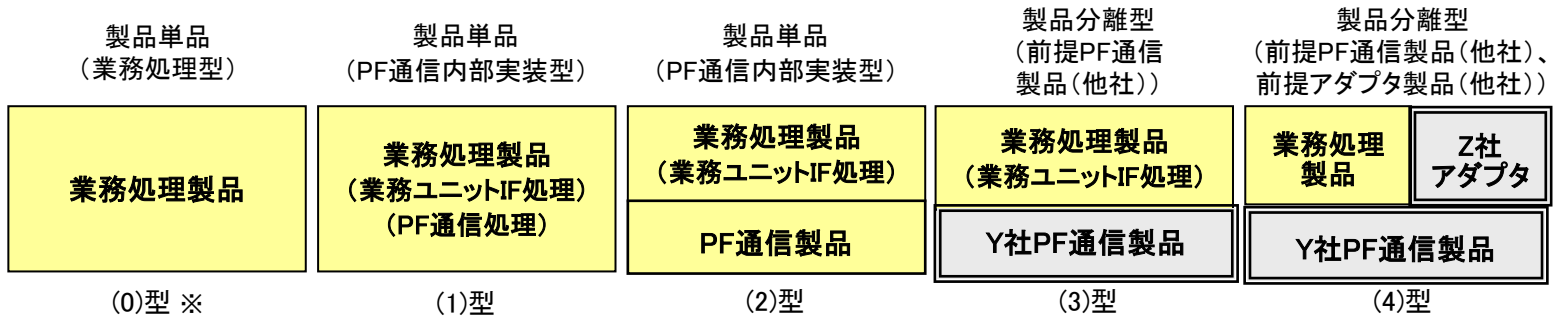 製品単品
（業務処理型）
業務処理製品
(0)型 ※
製品単品
（PF通信内部実装型）
業務処理製品
（業務ユニットIF処理）
（PF通信処理）
(1)型
製品単品
（PF通信内部実装型）
業務処理製品
（業務ユニットIF処理）
PF通信製品
(2)型
製品分離型
（前提PF通信
製品（他社））
業務処理製品
（業務ユニットIF処理）
Y社PF通信製品
(3)型
製品分離型
（前提PF通信製品（他社）、
前提アダプタ製品（他社））
業務処理
製品
Z社
アダプタ
Y社PF通信製品
(4)型